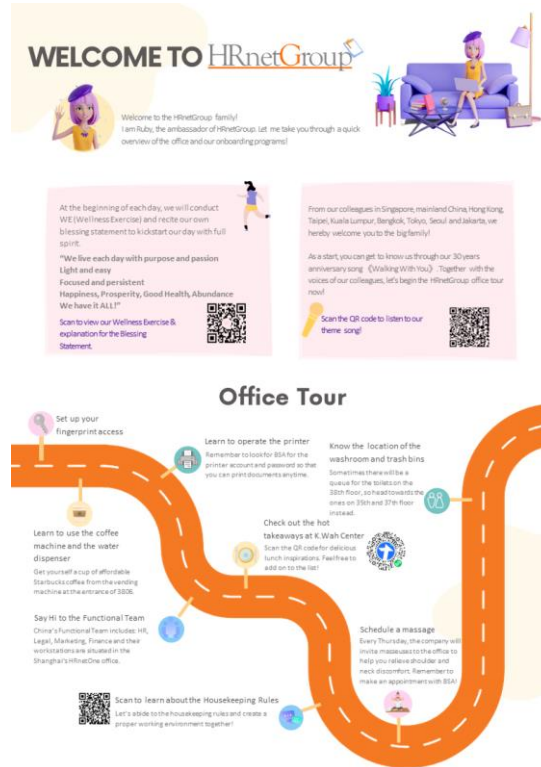 WELCOME TO HRnetGroup
Welcome to the HRnetGroup family!
I am Ruby, the ambassador of HRnetGroup. Let me take you through a quick
overview of the office and our onboarding programs!
At the beginning of each day, we will conduct
WE (Wellness Exercise) and recite our own
blessing statement to kickstart our day with full
spirit.
"We live each day with purpose and passion
Light and easy
Focused and persistent
Happiness, Prosperity, Good Health, Abundance
We have it ALL!"
Scan to view our Wellness Exercise &
explanation for the Blessing
Statement.
From our colleagues in Singapore, mainland China, Hong Kong,
Taipei, Kuala Lumpur, Bangkok, Tokyo, Seoul and Jakarta, we
hereby welcome you to the big family!
As a start, you can get to know us through our 30 years
anniversary song 《Walking With You》. Together with the
voices of our colleagues, let's begin the HRnetGroup office tour
now!
Scan the QR code to listen to our
theme song!
Office Tour
Set up your
fingerprint access
Learn to operate the printer
Remember to look for BSA for the
printer account and password so that
you can print documents anytime.
Know the location of the
washroom and trash bins
Sometimes there will be a
queue for the toilets on the
38th floor, so head towards the
ones on 39th and 37th floor
instead.
Learn to use the coffee
machine and the water
dispenser
Get yourself a cup of affordable
Starbucks coffee from the vending
machine at the entrance of 3808.
Check out the hot
takeaways at K.Wah Center
Scan the QR code for delicious
lunch inspirations. Feel free to
add on to the list!
Say Hi to the Functional Team
China's Functional Team includes: HR,
Legal, Marketing, Finance and their
workstations are situated in the
Shanghai's HRnetOne office.
Schedule a massage
Every Thursday, the company will
invite masseuses to the office to
help you relieve shoulder and
neck discomfort. Remember to
make an appointment with BSA!
Scan to learn about the Housekeeping Rules
Let's abide to the housekeeping rules and create a
proper working environment together!